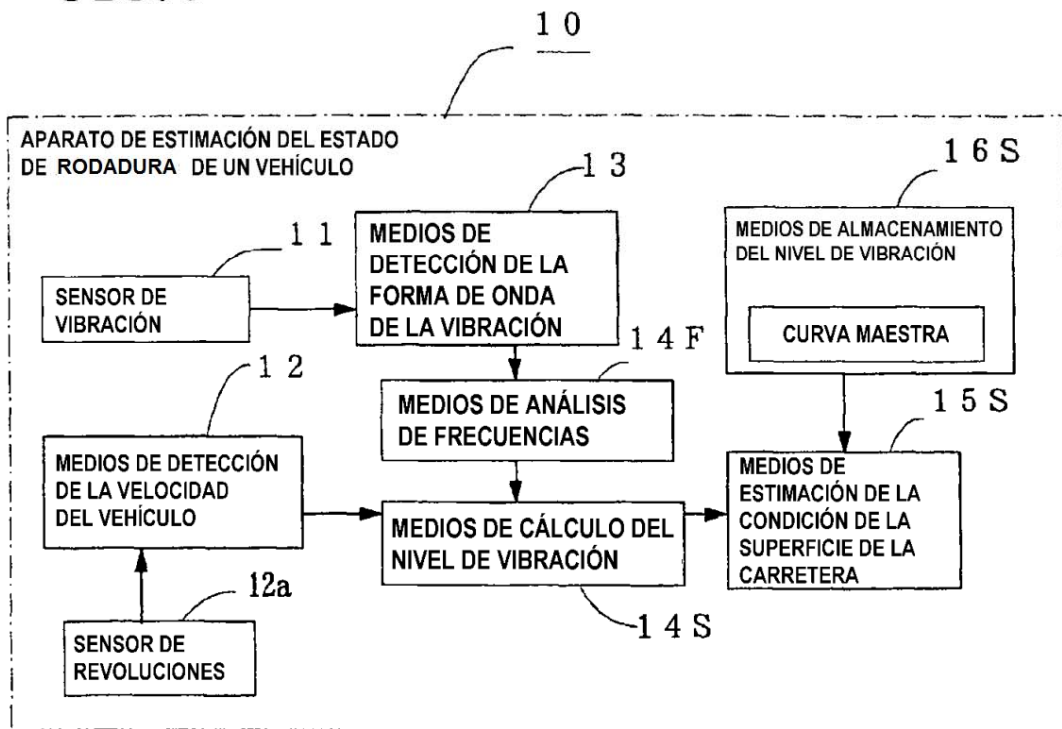 10
APARATO DE ESTIMACIÓN DEL ESTADO
DE RODADURA DE UN VEHÍCULO
13
16S
11
MEDIOS DE
DETECCIÓN DE LA
FORMA DE ONDA
DE LA VIBRACIÓN
MEDIOS DE ALMACENAMIENTO
DEL NIVEL DE VIBRACIÓN
SENSOR DE
VIBRACIÓN
CURVA MAESTRA
14F
12
MEDIOS DE ANÁLISIS
DE FRECUENCIAS
15S
MEDIOS DE DETECCIÓN
DE LA VELOCIDAD
DEL VEHÍCULO
MEDIOS DE CÁLCULO DEL
NIVEL DE VIBRACIÓN
MEDIOS DE
ESTIMACIÓN DE LA
CONDICIÓN DE LA
SUPERFICIE DE LA
CARRETERA
12a
14S
SENSOR DE
REVOLUCIONES